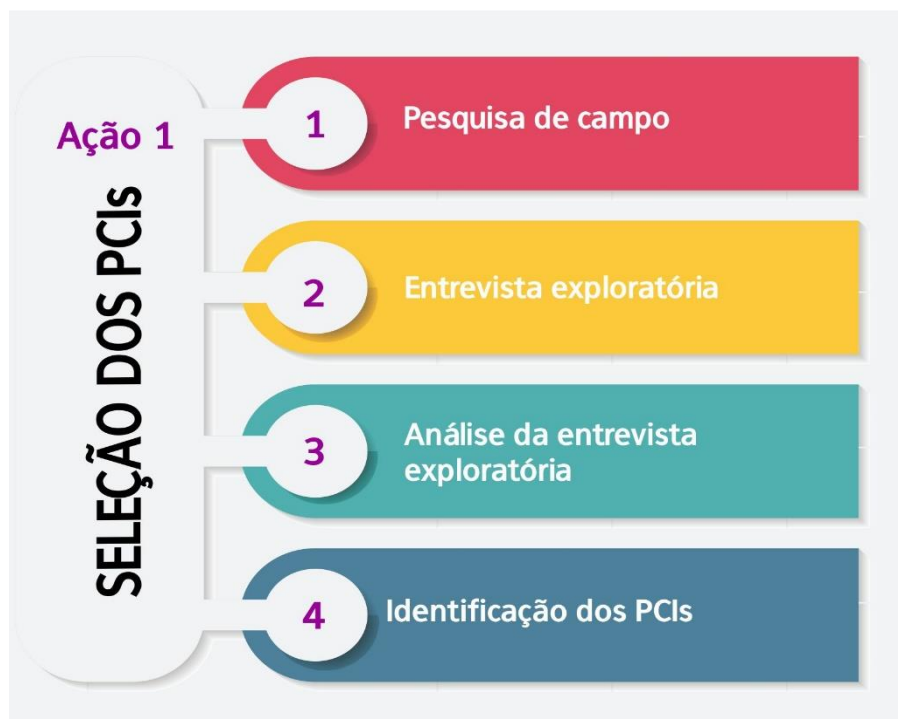 Ação 1
SELEÇÃO DOS PCIs
1
Pesquisa de campo
2
Entrevista exploratória
3
Análise da entrevista
exploratória
4
Identificação dos PCIs